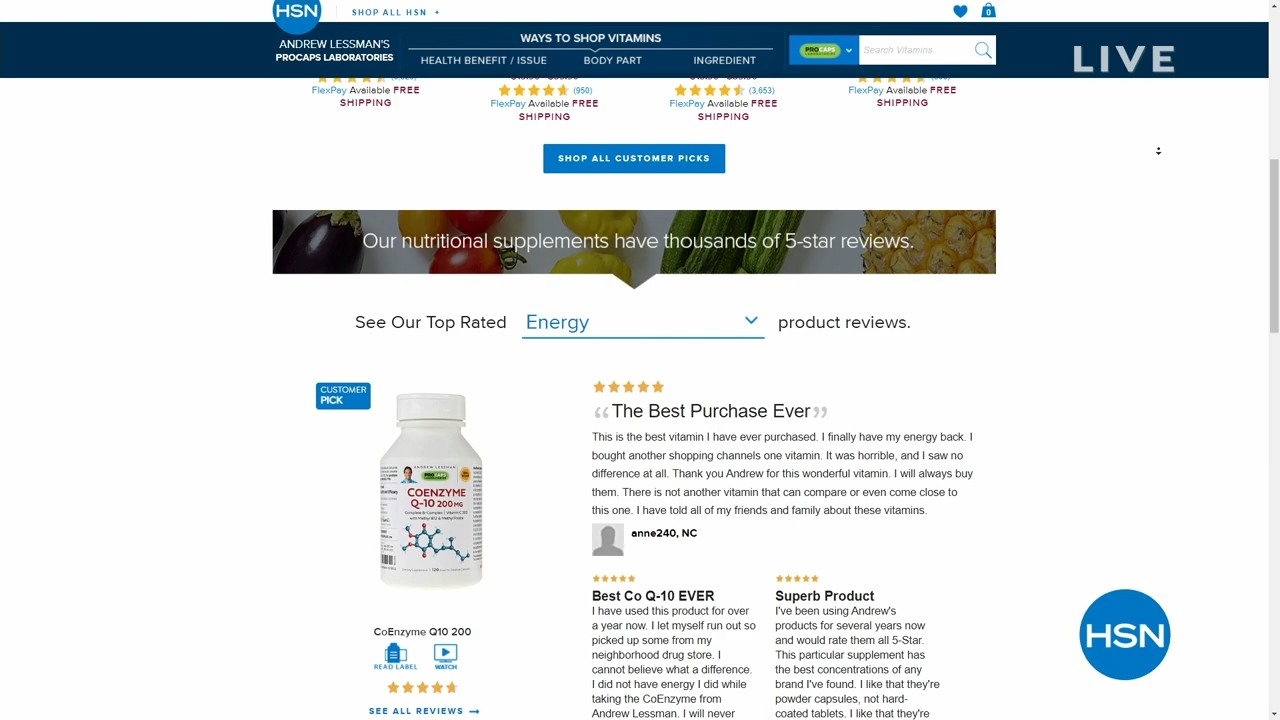 HSN
SHOP ALL HSN +
0
ANDREW LESSMAN'S
PROCAPS LABORATORIES
WAYS TO SHOP VITAMINS
HEALTH BENEFIT / ISSUE
BODY PART
INGREDIENT
PROCAPS
Search Vitamins
LIVE
FlexPay Available FREE
SHIPPING
(950)
FlexPay Available FREE
SHIPPING
(3,653)
FlexPay Available FREE
SHIPPING
FlexPay Available FREE
SHIPPING
SHOP ALL CUSTOMER PICKS
Our nutritional supplements have thousands of 5-star reviews.
See Our Top Rated Energy product reviews.
CUSTOMER
PICK
ANDREW LESSMAN
PROCAPS
COENZYME
Q-10 200 MG
CoEnzyme Q10 200
READ LABEL
WATCH
SEE ALL REVIEWS
“The Best Purchase Ever”
This is the best vitamin I have ever purchased. I finally have my energy back. I
bought another shopping channels one vitamin. It was horrible, and I saw no
difference at all. Thank you Andrew for this wonderful vitamin. I will always buy
them. There is not another vitamin that can compare or even come close to
this one. I have told all of my friends and family about these vitamins.
anne240, NC
Best Co Q-10 EVER
I have used this product for over
a year now. I let myself run out so
picked up some from my
neighborhood drug store. I
cannot believe what a difference.
I did not have energy I did while
taking the CoEnzyme from
Andrew Lessman. I will never
Superb Product
I've been using Andrew's
products for several years now
and would rate them all 5-Star.
This particular supplement has
the best concentrations of any
brand I've found. I like that they're
powder capsules, not hard-
coated tablets. I like that they're
HSN